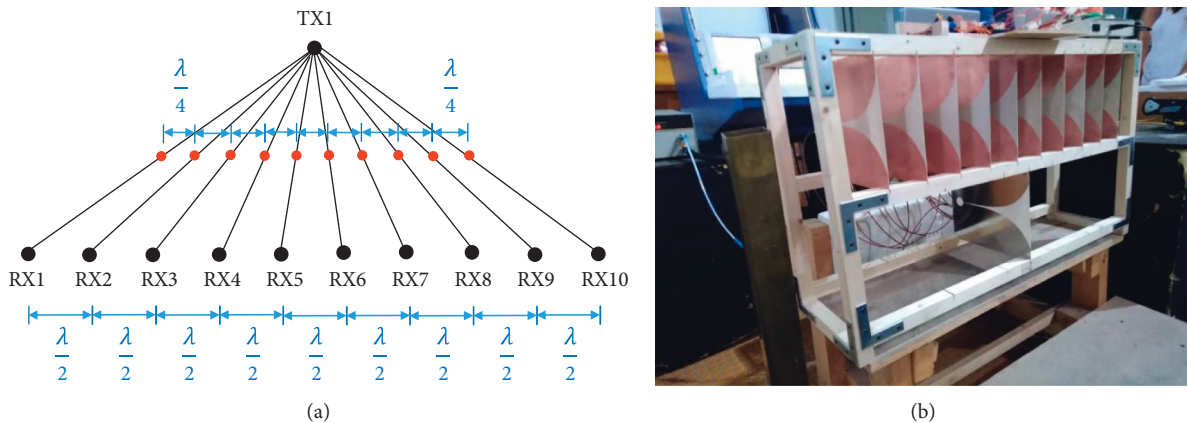 TX1
λ/4 λ/4
RX1 RX2 RX3 RX4 RX5 RX6 RX7 RX8 RX9 RX10
λ/2 λ/2 λ/2 λ/2 λ/2 λ/2 λ/2 λ/2 λ/2
(a) (b)